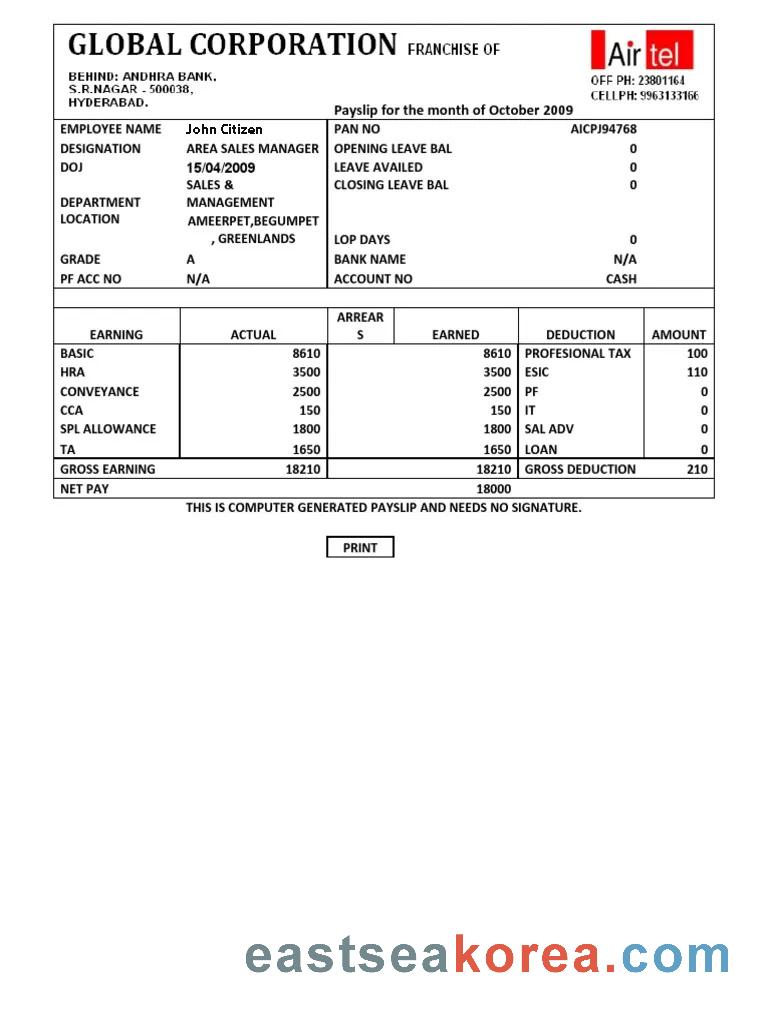 GLOBAL CORPORATION FRANCHISE OF
Air tel
BEHIND: ANDHRA BANK,
S.R.NAGAR - 500038,
HYDERABAD.
OFF PH: 23801164
CELLPH: 9963133166
Payslip for the month of October 2009
EMPLOYEE NAME John Citizen PAN NO AICPJ94768
DESIGNATION AREA SALES MANAGER OPENING LEAVE BAL 0
DOJ 15/04/2009 LEAVE AVAILED 0
SALES & CLOSING LEAVE BAL 0
DEPARTMENT MANAGEMENT
LOCATION AMEERPET,BEGUMPET
, GREENLANDS LOP DAYS 0
GRADE A BANK NAME N/A
PF ACC NO N/A ACCOUNT NO CASH
ARREAR
EARNING ACTUAL S EARNED DEDUCTION AMOUNT
BASIC 8610 8610 PROFESIONAL TAX 100
HRA 3500 3500 ESIC 110
CONVEYANCE 2500 2500 PF 0
CCA 150 150 IT 0
SPL ALLOWANCE 1800 1800 SAL ADV 0
TA 1650 1650 LOAN 0
GROSS EARNING 18210 18210 GROSS DEDUCTION 210
NET PAY 18000
THIS IS COMPUTER GENERATED PAYSLIP AND NEEDS NO SIGNATURE.
PRINT
eastseakorea.com